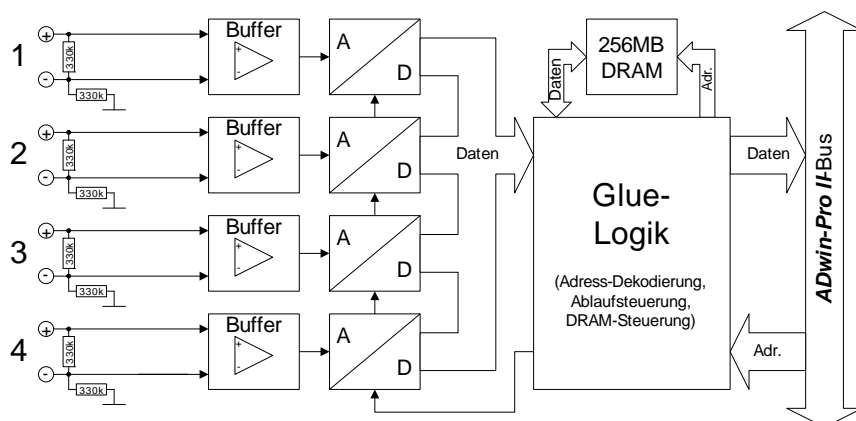 1
+
-
330k
330k
Buffer
+
-
A
D
2
+
-
330k
330k
Buffer
+
-
A
D
3
+
-
330k
330k
Buffer
+
-
A
D
4
+
-
330k
330k
Buffer
+
-
A
D
Daten
Daten
256MB
DRAM
Adr.
Glue-
Logik
(Adress-Dekodierung,
Ablaufsteuerung,
DRAM-Steuerung)
Daten
Adr.
ADwin-Pro II-Bus